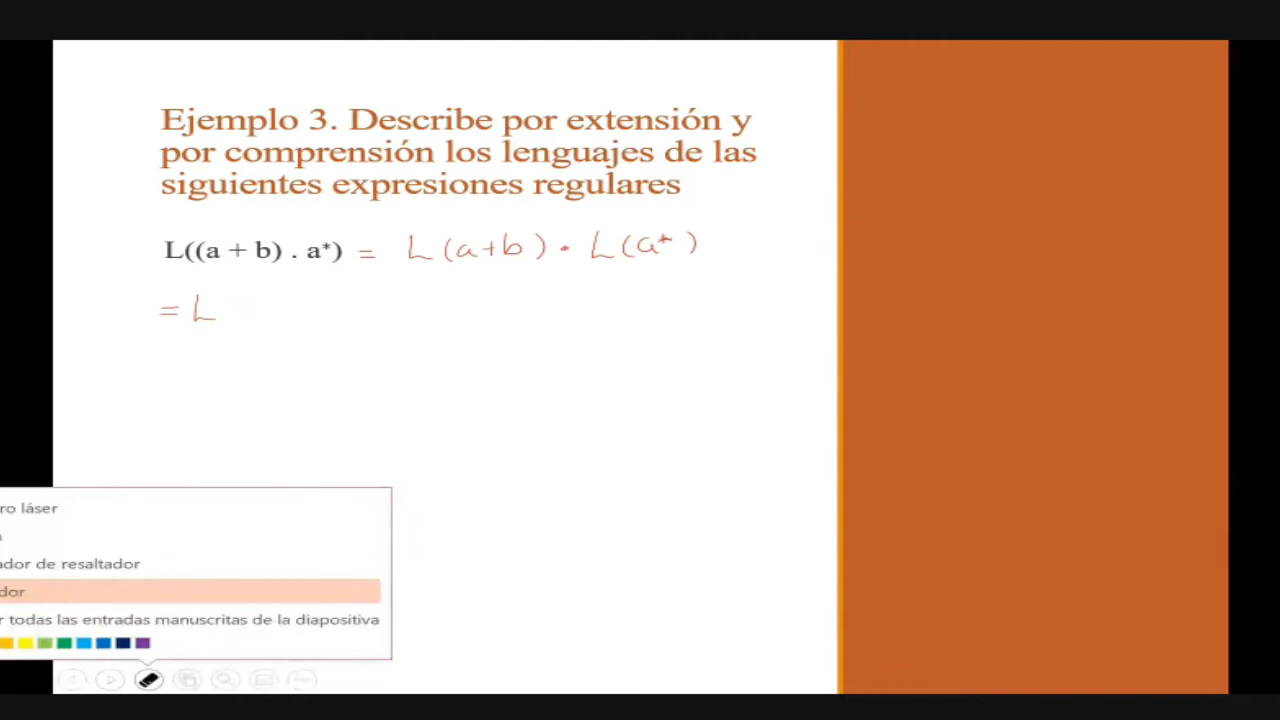 Ejemplo 3. Describe por extensión y
por comprensión los lenguajes de las
siguientes expresiones regulares
L((a + b) . a*) = L(a+b) • L(a*)
= L
ro láser
ador de resaltador
dor
r todas las entradas manuscritas de la diapositiva